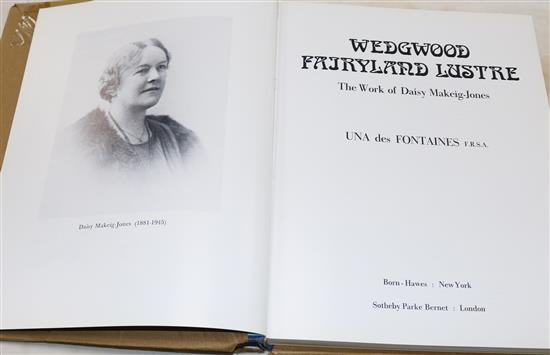 Daisy Makeig-Jones (1881-1945)
WEDGWOOD
FAIRYLAND LUSTRE
The Work of Daisy Makeig-Jones
UNA des FONTAINES F.R.S.A.
Born-Hawes : New York
Sotheby Parke Bernet : London